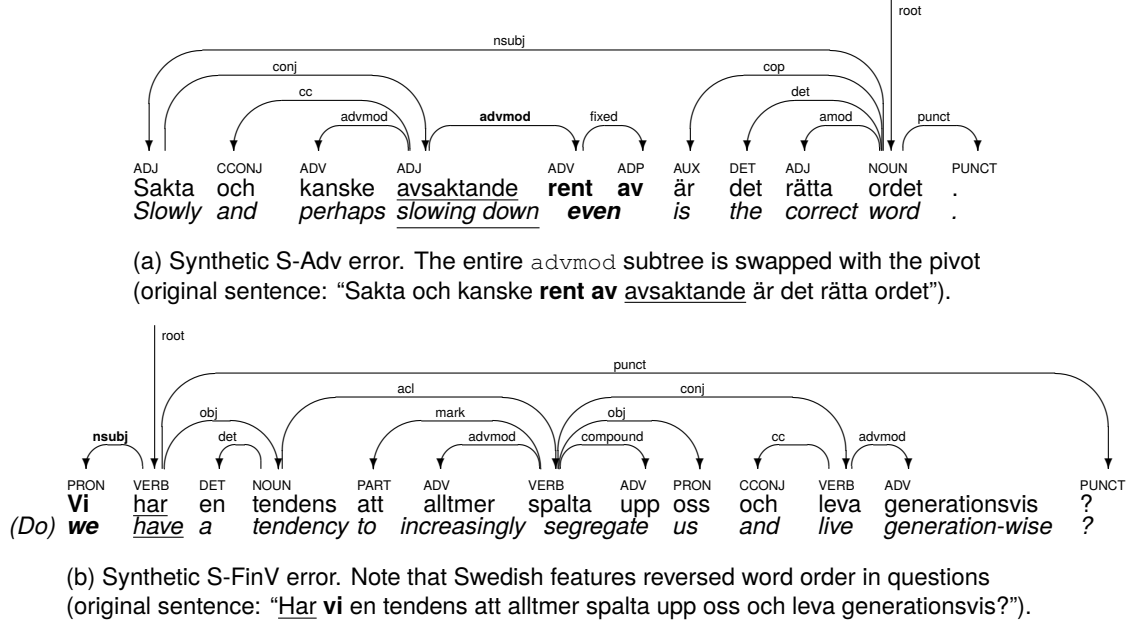 root
nsubj
conj cop
cc det
advmod advmod fixed amod punct
ADJ CCONJ ADV ADJ ADV ADP AUX DET ADJ NOUN PUNCT
Sakta och kanske avsaktande rent av är det rätta ordet .
Slowly and perhaps slowing down even is the correct word .
(a) Synthetic S-Adv error. The entire advmod subtree is swapped with the pivot
(original sentence: “Sakta och kanske rent av avsaktande är det rätta ordet”).
root
punct
acl conj
obj mark obj
nsubj det advmod compound cc advmod
PRON VERB DET NOUN PART ADV VERB ADV PRON CCONJ VERB ADV PUNCT
Vi har en tendens att alltmer spalta upp oss och leva generationsvis ?
(Do) we have a tendency to increasingly segregate us and live generation-wise ?
(b) Synthetic S-FinV error. Note that Swedish features reversed word order in questions
(original sentence: “Har vi en tendens att alltmer spalta upp oss och leva generationsvis?”).